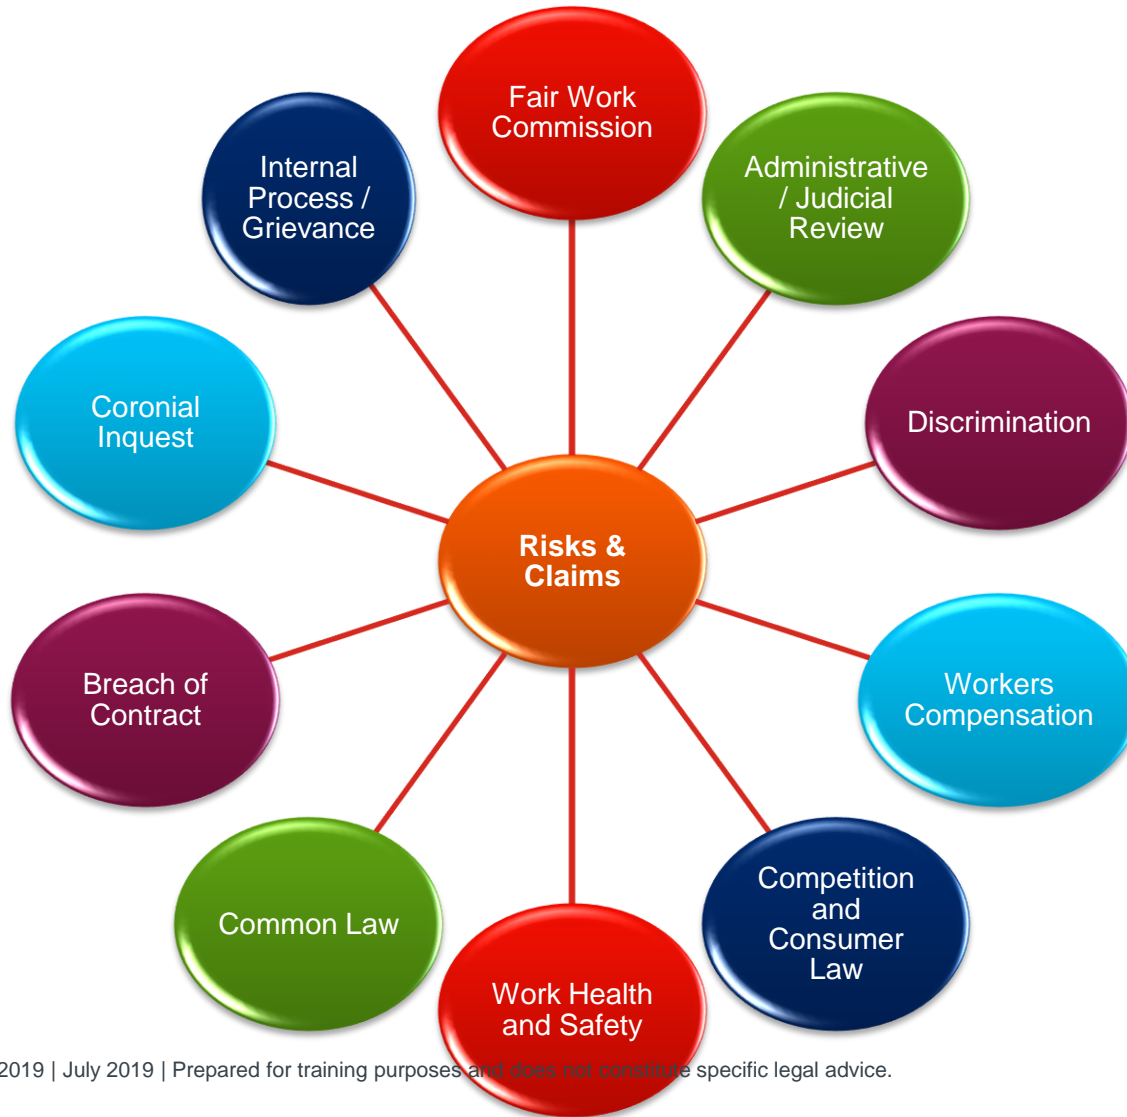 Fair Work
Commission
Administrative
/ Judicial
Review
Discrimination
Workers
Compensation
Competition
and
Consumer
Law
Work Health
and Safety
Common Law
Breach of
Contract
Coronial
Inquest
Internal
Process /
Grievance
Risks &
Claims
2019 | July 2019 | Prepared for training purposes and does not constitute specific legal advice.